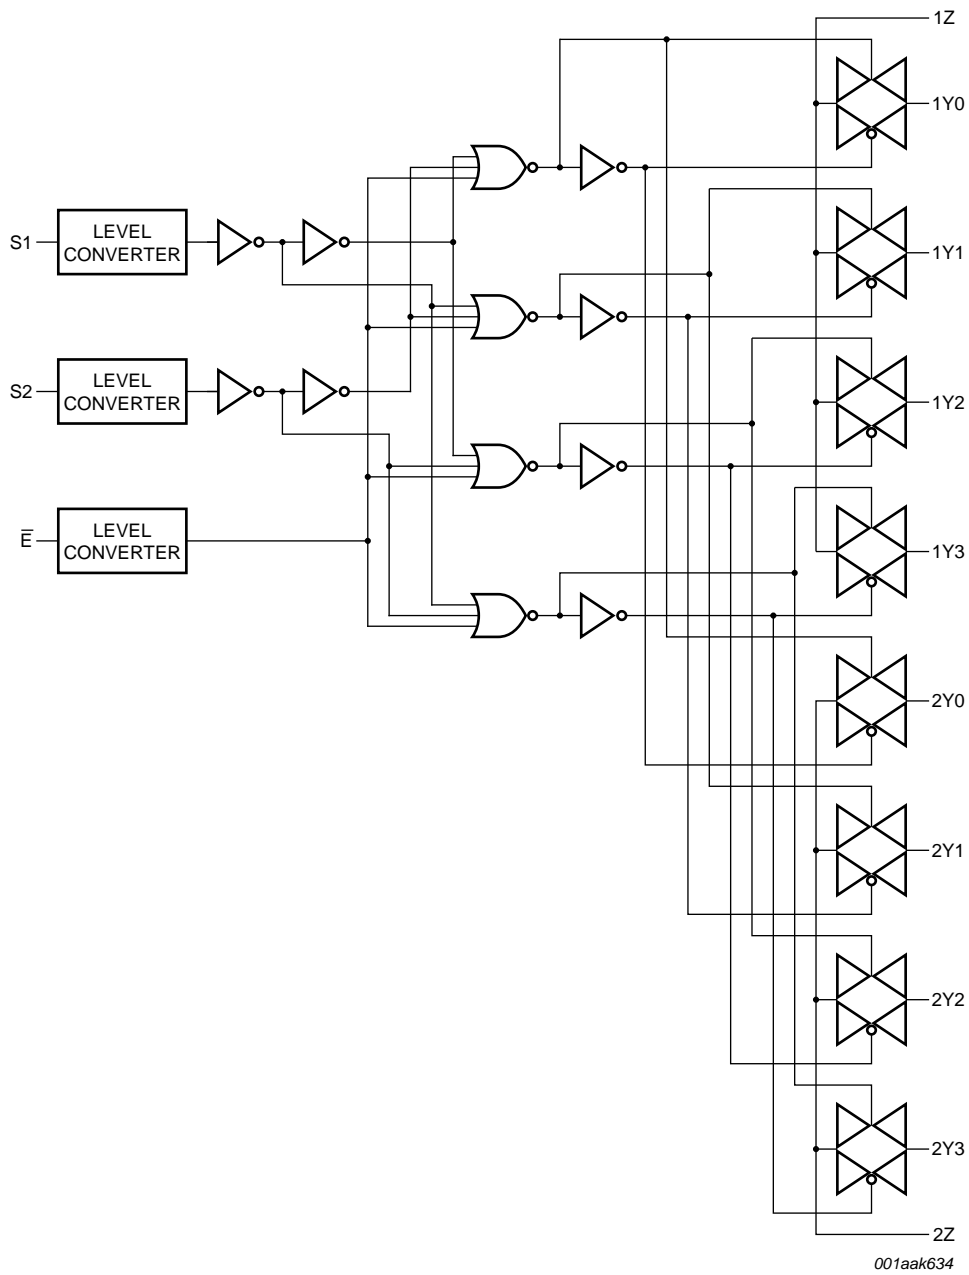 1Z
1Y0
S1
LEVEL
CONVERTER
1Y1
S2
LEVEL
CONVERTER
1Y2
E̅
LEVEL
CONVERTER
1Y3
2Y0
2Y1
2Y2
2Y3
2Z
001aak634